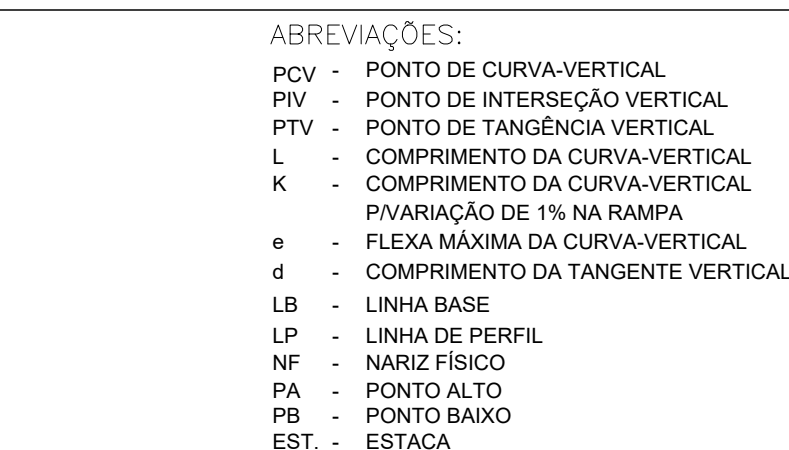 ABREVIAÇÕES:
PCV - PONTO DE CURVA-VERTICAL
PIV - PONTO DE INTERSEÇÃO VERTICAL
PTV - PONTO DE TANGÊNCIA VERTICAL
L - COMPRIMENTO DA CURVA-VERTICAL
K - COMPRIMENTO DA CURVA-VERTICAL
P/VARIAÇÃO DE 1% NA RAMPA
e - FLEXA MÁXIMA DA CURVA-VERTICAL
d - COMPRIMENTO DA TANGENTE VERTICAL
LB - LINHA BASE
LP - LINHA DE PERFIL
NF - NARIZ FÍSICO
PA - PONTO ALTO
PB - PONTO BAIXO
EST. - ESTACA